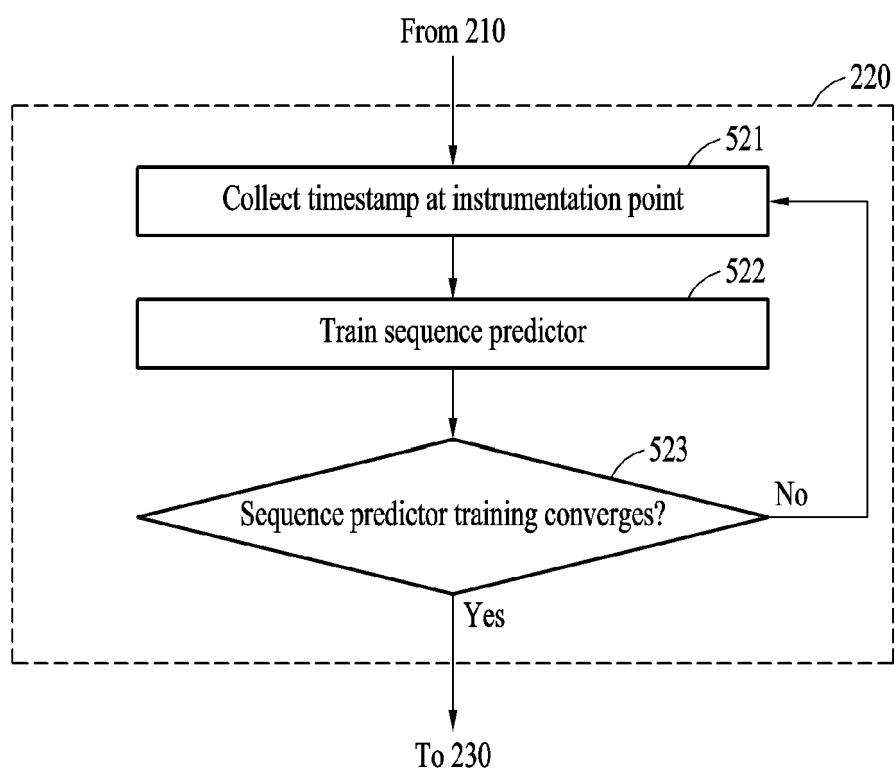 From 210
220
521
Collect timestamp at instrumentation point
522
Train sequence predictor
523
Sequence predictor training converges?
No
Yes
To 230